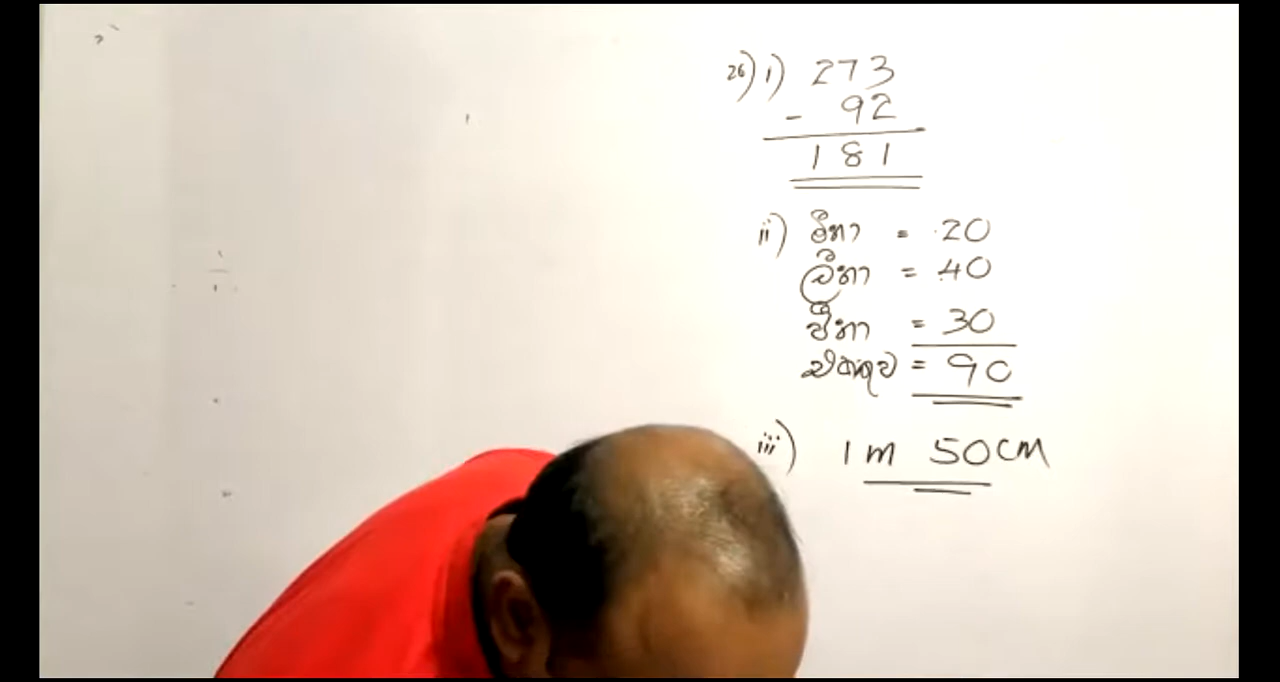 26) i) 273
- 92
181
ii) මීනා = 20
ප්‍රීනා = 40
ජීනා = 30
එකතුව = 90
iii) 1m 50CM